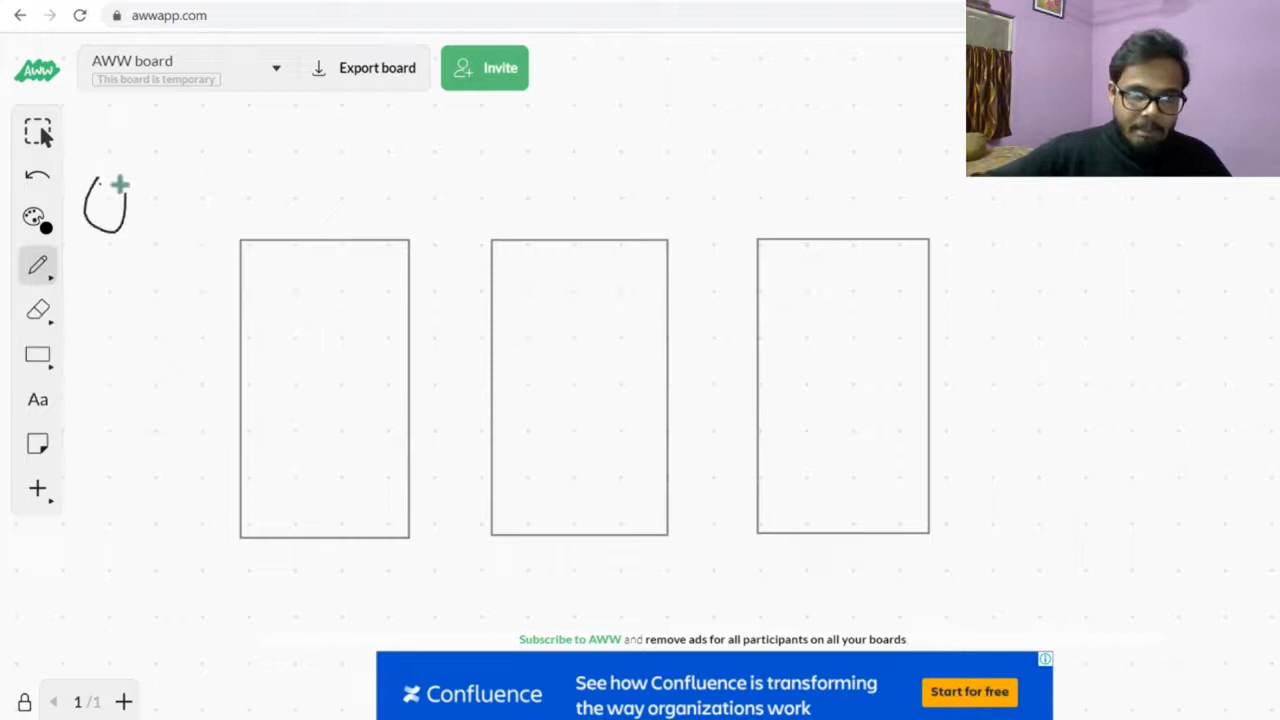 awwapp.com
AWW
AWW board
This board is temporary
Export board
Invite
Aa
Subscribe to AWW and remove ads for all participants on all your boards.
Confluence
See how Confluence is transforming
the way organizations work
Start for free
1 /1